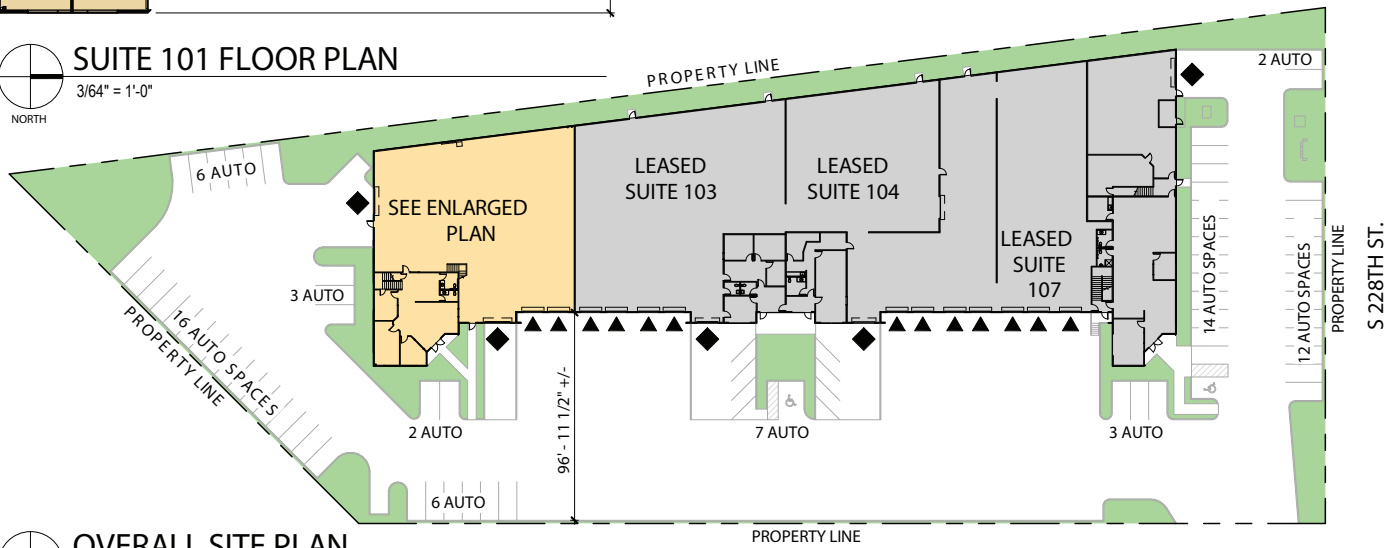 SUITE 101 FLOOR PLAN
3/64" = 1'-0"
NORTH
PROPERTY LINE
2 AUTO
6 AUTO
LEASED
SUITE 103
LEASED
SUITE 104
SEE ENLARGED
PLAN
LEASED
SUITE
107
14 AUTO SPACES
12 AUTO SPACES
PROPERTY LINE
S 228TH ST.
3 AUTO
16 AUTO SPACES
PROPERTY LINE
96' - 11 1/2" +/-
2 AUTO
7 AUTO
3 AUTO
6 AUTO
PROPERTY LINE
OVERALL SITE PLAN